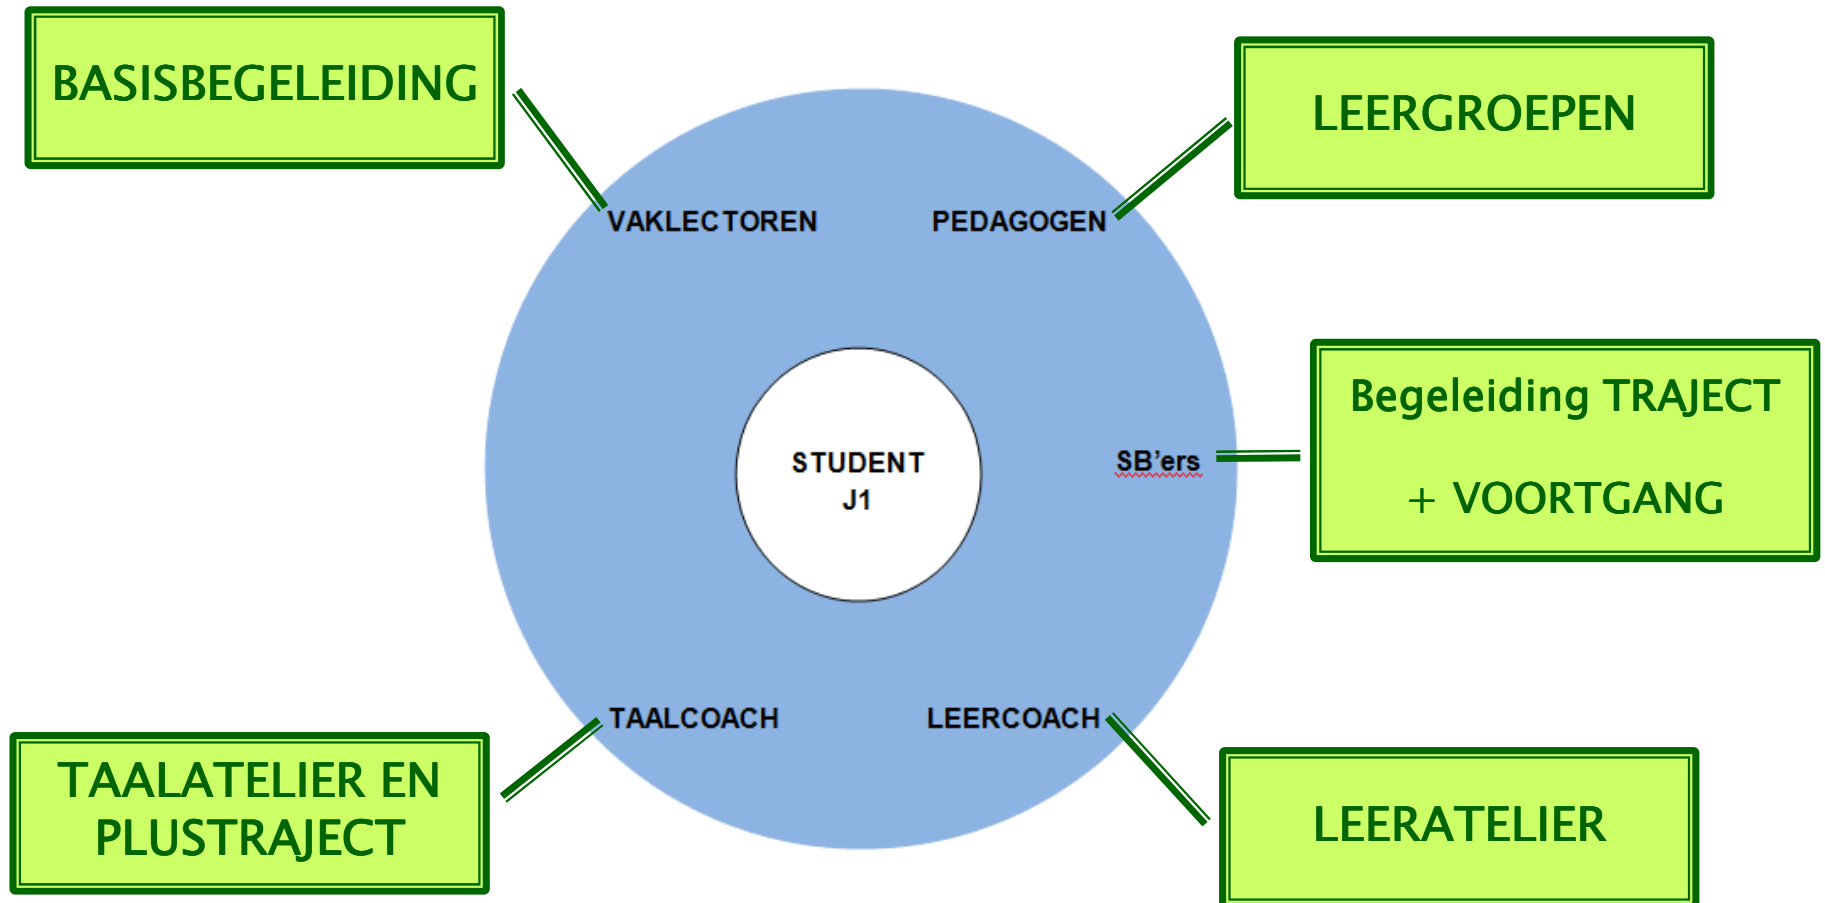 BASISBEGELEIDING
LEERGROEPEN
VAKLECTOREN
PEDAGOGEN
Begeleiding TRAJECT
+ VOORTGANG
SB'ers
STUDENT
J1
TAALCOACH
LEERCOACH
TAALATELIER EN
PLUSTRAJECT
LEERATELIER